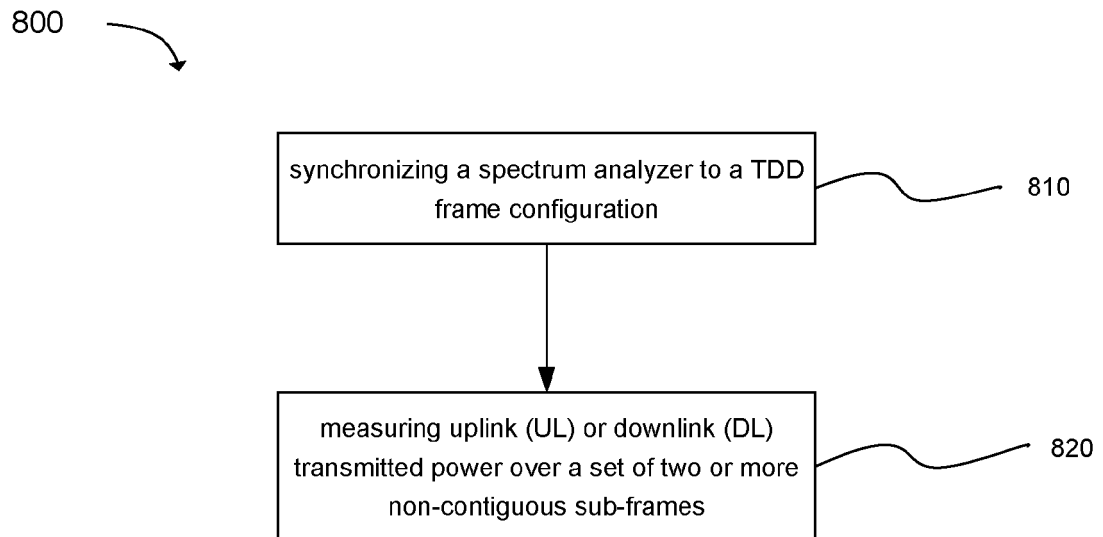 800
synchronizing a spectrum analyzer to a TDD
frame configuration
810
measuring uplink (UL) or downlink (DL)
transmitted power over a set of two or more
non-contiguous sub-frames
820